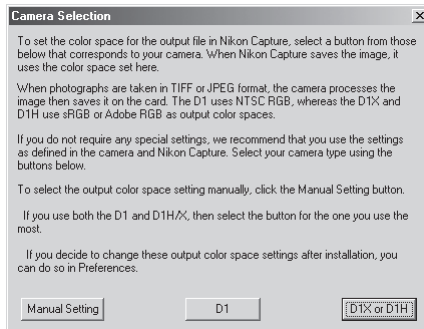 Camera Selection
To set the color space for the output file in Nikon Capture, select a button from those
below that corresponds to your camera. When Nikon Capture saves the image, it
uses the color space set here.
When photographs are taken in TIFF or JPEG format, the camera processes the
image then saves it on the card. The D1 uses NTSC RGB, whereas the D1X and
D1H use sRGB or Adobe RGB as output color spaces.
If you do not require any special settings, we recommend that you use the settings
as defined in the camera and Nikon Capture. Select your camera type using the
buttons below.
To select the output color space setting manually, click the Manual Setting button.
If you use both the D1 and D1H/X, then select the button for the one you use the
most.
If you decide to change these output color space settings after installation, you
can do so in Preferences.
Manual Setting D1 D1X or D1H